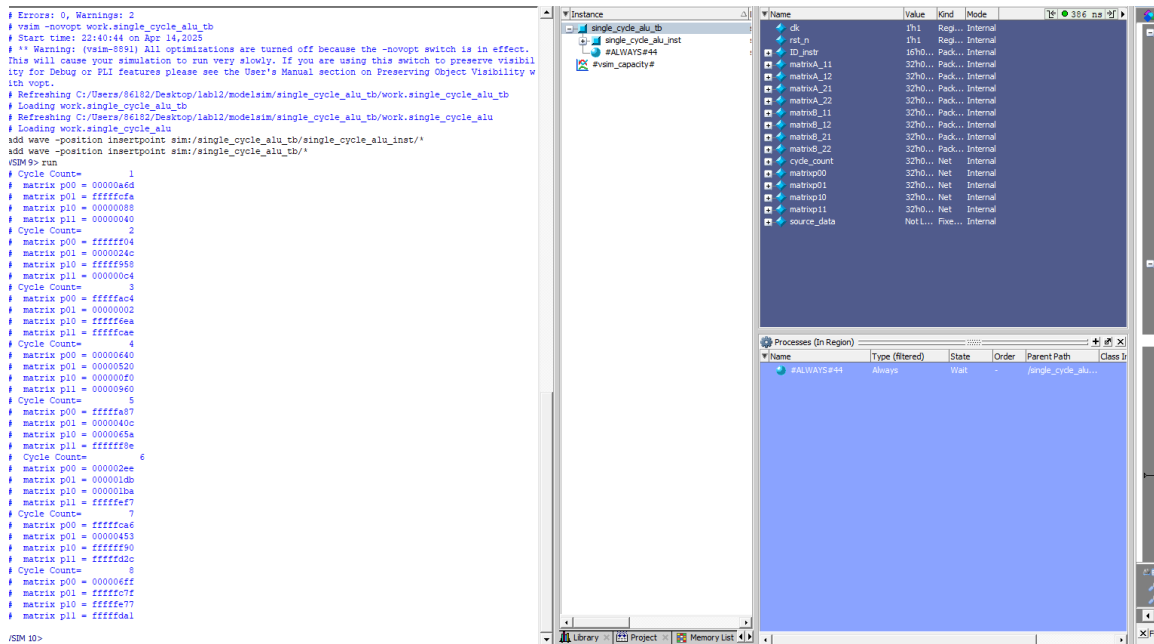 # Errors: 0, Warnings: 2
# vsim -novopt work.single_cycle_alu_tb
# Start time: 22:40:44 on Apr 14,2025
# ** Warning: (vsim-8891) All optimizations are turned off because the -novopt switch is in effect.
This will cause your simulation to run very slowly. If you are using this switch to preserve visibil
ity for Debug or PLI features please see the User's Manual section on Preserving Object Visibility w
ith vopt.
# Refreshing C:/Users/86182/Desktop/lab12/modelsim/single_cycle_alu_tb/work.single_cycle_alu_tb
# Loading work.single_cycle_alu_tb
# Refreshing C:/Users/86182/Desktop/lab12/modelsim/single_cycle_alu_tb/work.single_cycle_alu
# Loading work.single_cycle_alu
add wave -position insertpoint sim:/single_cycle_alu_tb/single_cycle_alu_inst/*
add wave -position insertpoint sim:/single_cycle_alu_tb/*
VSIM 9> run
# Cycle Count= 1
# matrix p00 = 00000a6d
# matrix p01 = fffffcfa
# matrix p10 = 00000088
# matrix p11 = 00000040
# Cycle Count= 2
# matrix p00 = ffffff04
# matrix p01 = 0000024c
# matrix p10 = fffff958
# matrix p11 = 000000c4
# Cycle Count= 3
# matrix p00 = fffffac4
# matrix p01 = 00000002
# matrix p10 = fffff6ea
# matrix p11 = fffffcae
# Cycle Count= 4
# matrix p00 = 00000640
# matrix p01 = 00000520
# matrix p10 = 000000f0
# matrix p11 = 00000960
# Cycle Count= 5
# matrix p00 = fffffa87
# matrix p01 = 0000040c
# matrix p10 = 0000065a
# matrix p11 = ffffff8e
# Cycle Count= 6
# matrix p00 = 000002ee
# matrix p01 = 000001db
# matrix p10 = 000001ba
# matrix p11 = fffffef7
# Cycle Count= 7
# matrix p00 = fffffca6
# matrix p01 = 00000453
# matrix p10 = ffffff90
# matrix p11 = fffffd2c
# Cycle Count= 8
# matrix p00 = 000006ff
# matrix p01 = fffffc7f
# matrix p10 = fffffe77
# matrix p11 = fffffda1
VSIM 10>
Instance
single_cycle_alu_tb
single_cycle_alu_inst
#ALWAYS#44
#vsim_capacity#
Library Project Memory List
Name Value Kind Mode 386 ns
clk 1'h1 Regi... Internal
rst_n 1'h1 Regi... Internal
ID_instr 16'h0... Pack... Internal
matrixA_11 32'h0... Pack... Internal
matrixA_12 32'h0... Pack... Internal
matrixA_21 32'h0... Pack... Internal
matrixA_22 32'h0... Pack... Internal
matrixB_11 32'h0... Pack... Internal
matrixB_12 32'h0... Pack... Internal
matrixB_21 32'h0... Pack... Internal
matrixB_22 32'h0... Pack... Internal
cycle_count 32'h0... Net Internal
matrixp00 32'h0... Net Internal
matrixp01 32'h0... Net Internal
matrixp10 32'h0... Net Internal
matrixp11 32'h0... Net Internal
source_data Not L... Fixe... Internal
Processes (In Region)
Name Type (filtered) State Order Parent Path Class In
#ALWAYS#44 Always Wait - /single_cycle_alu...